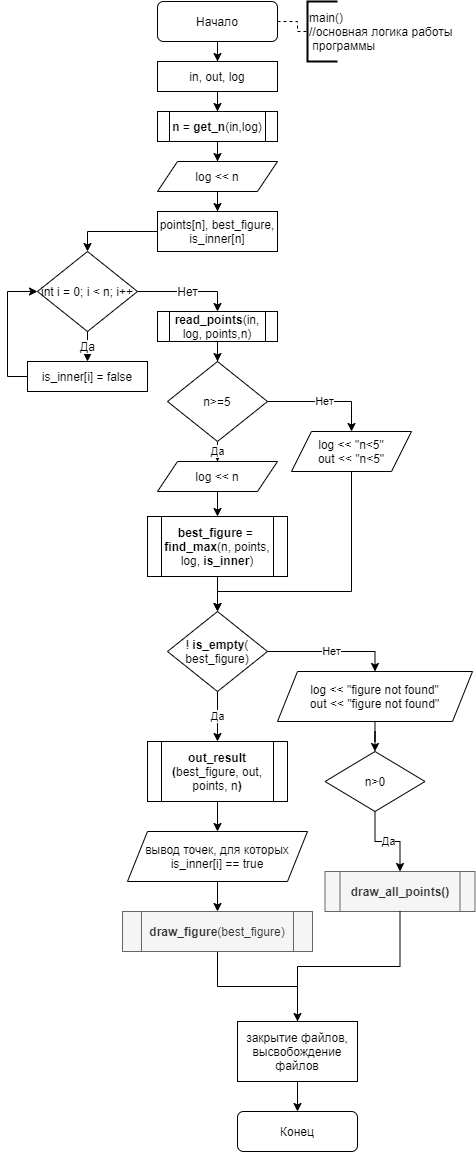 Начало
main()
//основная логика работы
программы
in, out, log
n = get_n(in,log)
log << n
points[n], best_figure,
is_inner[n]
int i = 0; i < n; i++
Нет
Да
is_inner[i] = false
read_points(in,
log, points,n)
n>=5
Нет
Да
log << "n<5"
out << "n<5"
log << n
best_figure =
find_max(n, points,
log, is_inner)
! is_empty(
best_figure)
Нет
Да
log << "figure not found"
out << "figure not found"
out_result
(best_figure, out,
points, n)
n>0
Да
вывод точек, для которых
is_inner[i] == true
draw_all_points()
draw_figure(best_figure)
закрытие файлов,
высвобождение
файлов
Конец